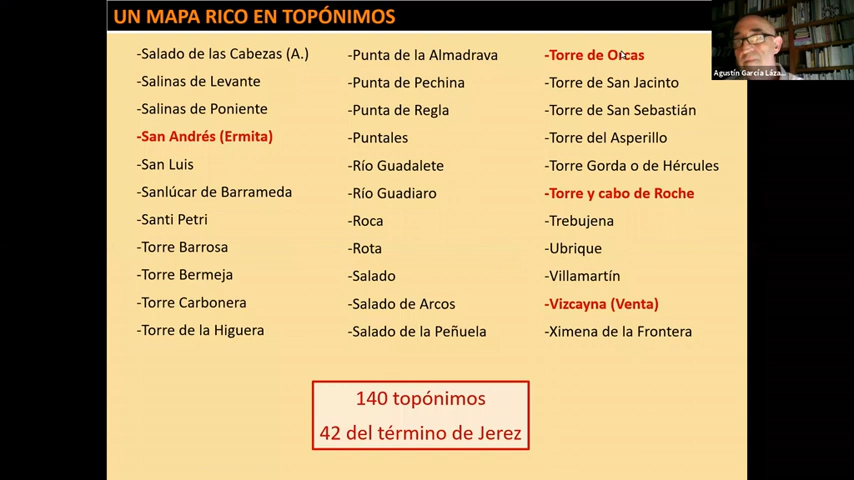 UN MAPA RICO EN TOPÓNIMOS
-Salado de las Cabezas (A.)
-Salinas de Levante
-Salinas de Poniente
-San Andrés (Ermita)
-San Luis
-Sanlúcar de Barrameda
-Santi Petri
-Torre Barrosa
-Torre Bermeja
-Torre Carbonera
-Torre de la Higuera
-Punta de la Almadrava
-Punta de Pechina
-Punta de Regla
-Puntales
-Río Guadalete
-Río Guadiaro
-Roca
-Rota
-Salado
-Salado de Arcos
-Salado de la Peñuela
-Torre de Orcas
-Torre de San Jacinto
-Torre de San Sebastián
-Torre del Asperillo
-Torre Gorda o de Hércules
-Torre y cabo de Roche
-Trebujena
-Ubrique
-Villamartín
-Vizcayna (Venta)
-Ximena de la Frontera
140 topónimos
42 del término de Jerez
Agustín García Láza...